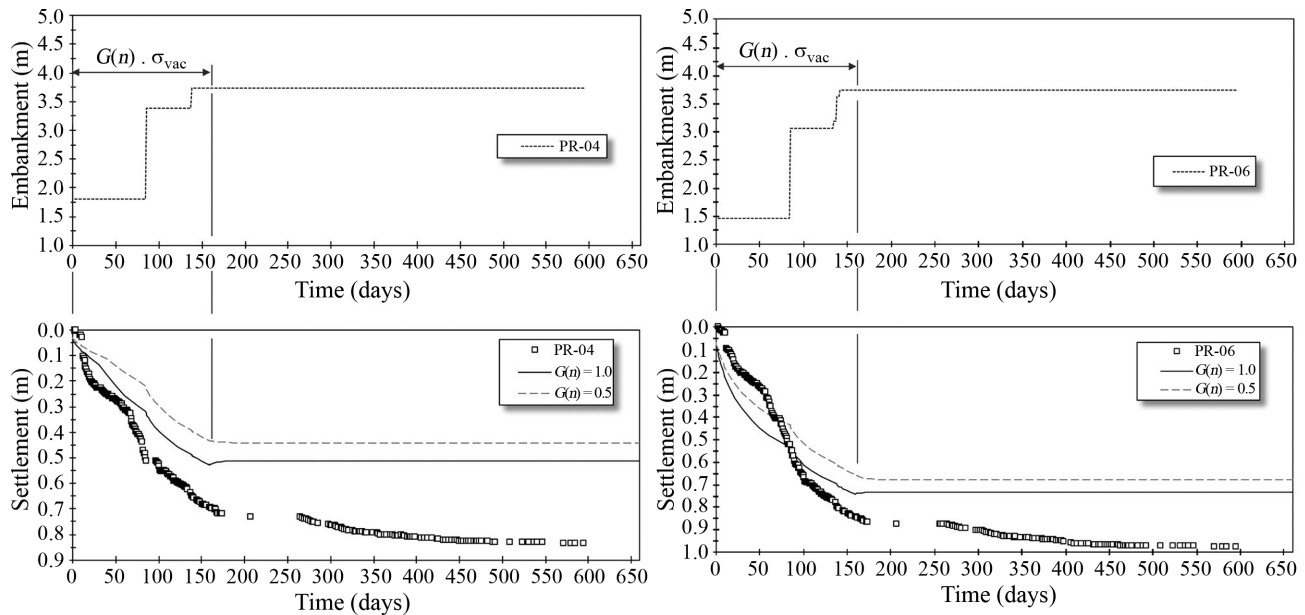 G(n) . σvac
Embankment (m)
5.0
4.5
4.0
3.5
3.0
2.5
2.0
1.5
1.0
PR-04
0 50 100 150 200 250 300 350 400 450 500 550 600 650
Time (days)
G(n) . σvac
Embankment (m)
5.0
4.5
4.0
3.5
3.0
2.5
2.0
1.5
1.0
PR-06
0 50 100 150 200 250 300 350 400 450 500 550 600 650
Time (days)
Settlement (m)
0.0
0.1
0.2
0.3
0.4
0.5
0.6
0.7
0.8
0.9
PR-04
G(n) = 1.0
G(n) = 0.5
0 50 100 150 200 250 300 350 400 450 500 550 600 650
Time (days)
Settlement (m)
0.0
0.1
0.2
0.3
0.4
0.5
0.6
0.7
0.8
0.9
1.0
PR-06
G(n) = 1.0
G(n) = 0.5
0 50 100 150 200 250 300 350 400 450 500 550 600 650
Time (days)